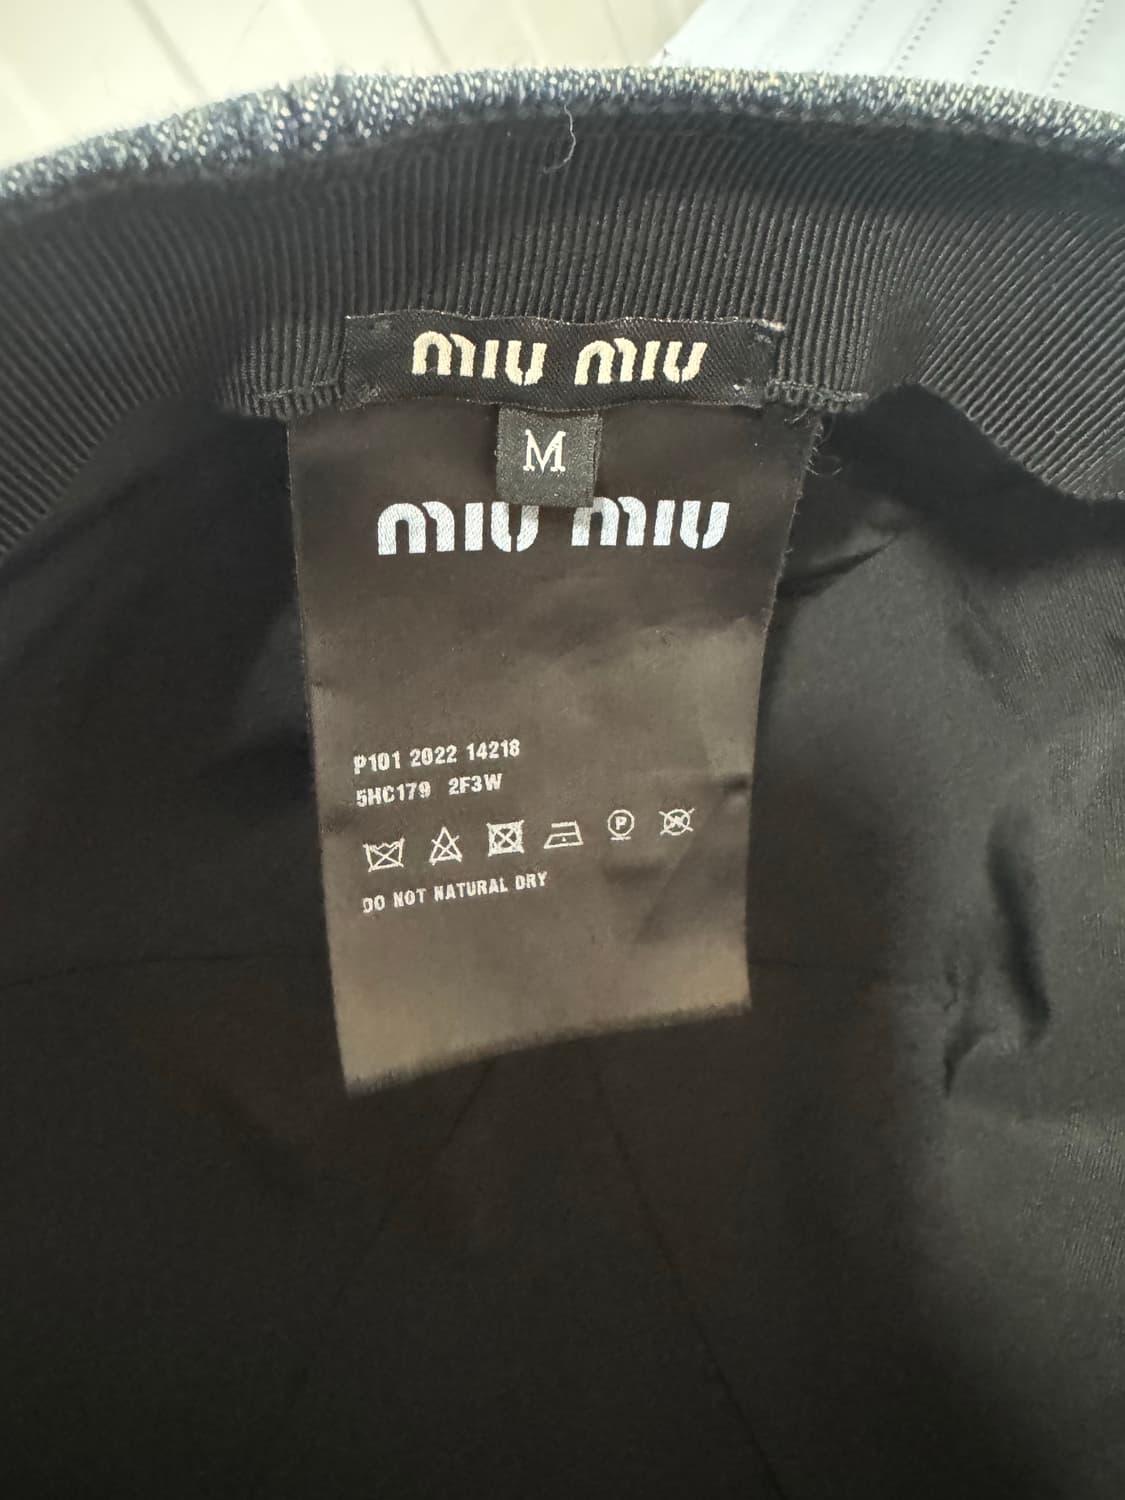 MIU MIU
M
MIU MIU
P101 2022 14218
5HC179 2F3W
P
W
DO NOT NATURAL DRY